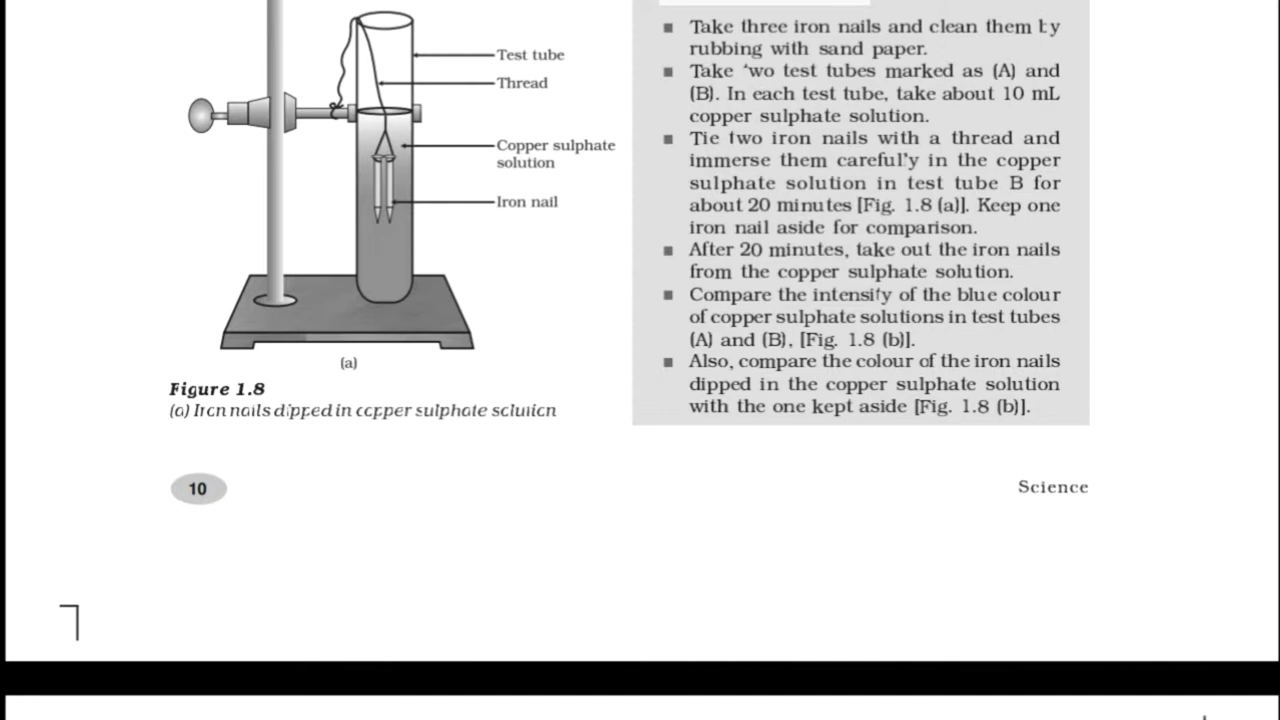 Test tube
Thread
Copper sulphate
solution
Iron nail
(a)
Figure 1.8
(a) Iron nails dipped in copper sulphate solution
Take three iron nails and clean them by
rubbing with sand paper.
Take two test tubes marked as (A) and
(B). In each test tube, take about 10 mL
copper sulphate solution.
Tie two iron nails with a thread and
immerse them carefully in the copper
sulphate solution in test tube B for
about 20 minutes [Fig. 1.8 (a)]. Keep one
iron nail aside for comparison.
After 20 minutes, take out the iron nails
from the copper sulphate solution.
Compare the intensity of the blue colour
of copper sulphate solutions in test tubes
(A) and (B), [Fig. 1.8 (b)].
Also, compare the colour of the iron nails
dipped in the copper sulphate solution
with the one kept aside [Fig. 1.8 (b)].
10
Science